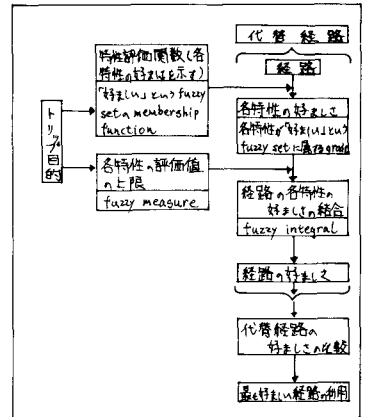 代替経路
経路
特性評価関数(各
特性の好ましさを示す)
「好ましい」という fuzzy
setのmembership
function
トリップ目的
各特性の好ましさ
各特性が「好ましい」という
fuzzy setに属するgrade
各特性の評価値
の上限
fuzzy measure
経路の各特性の
好ましさの結合
fuzzy integral
経路の好ましさ
代替経路の
好ましさの比較
最も好ましい経路の利用